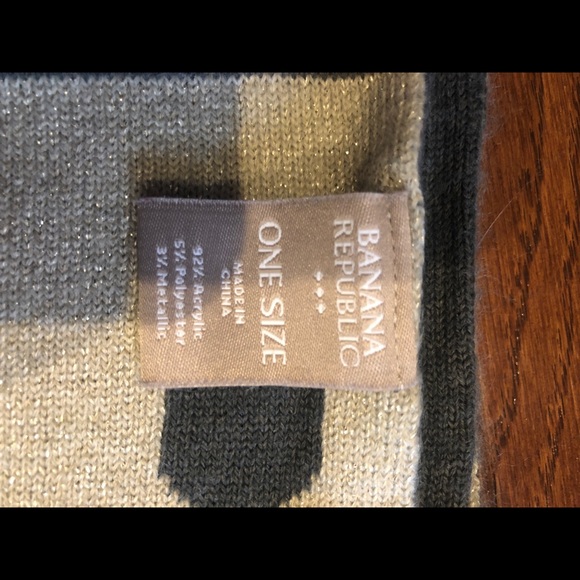 BANANA
REPUBLIC
ONE SIZE
MADE IN
CHINA
92% Acrylic
5% Polyester
3% Metallic